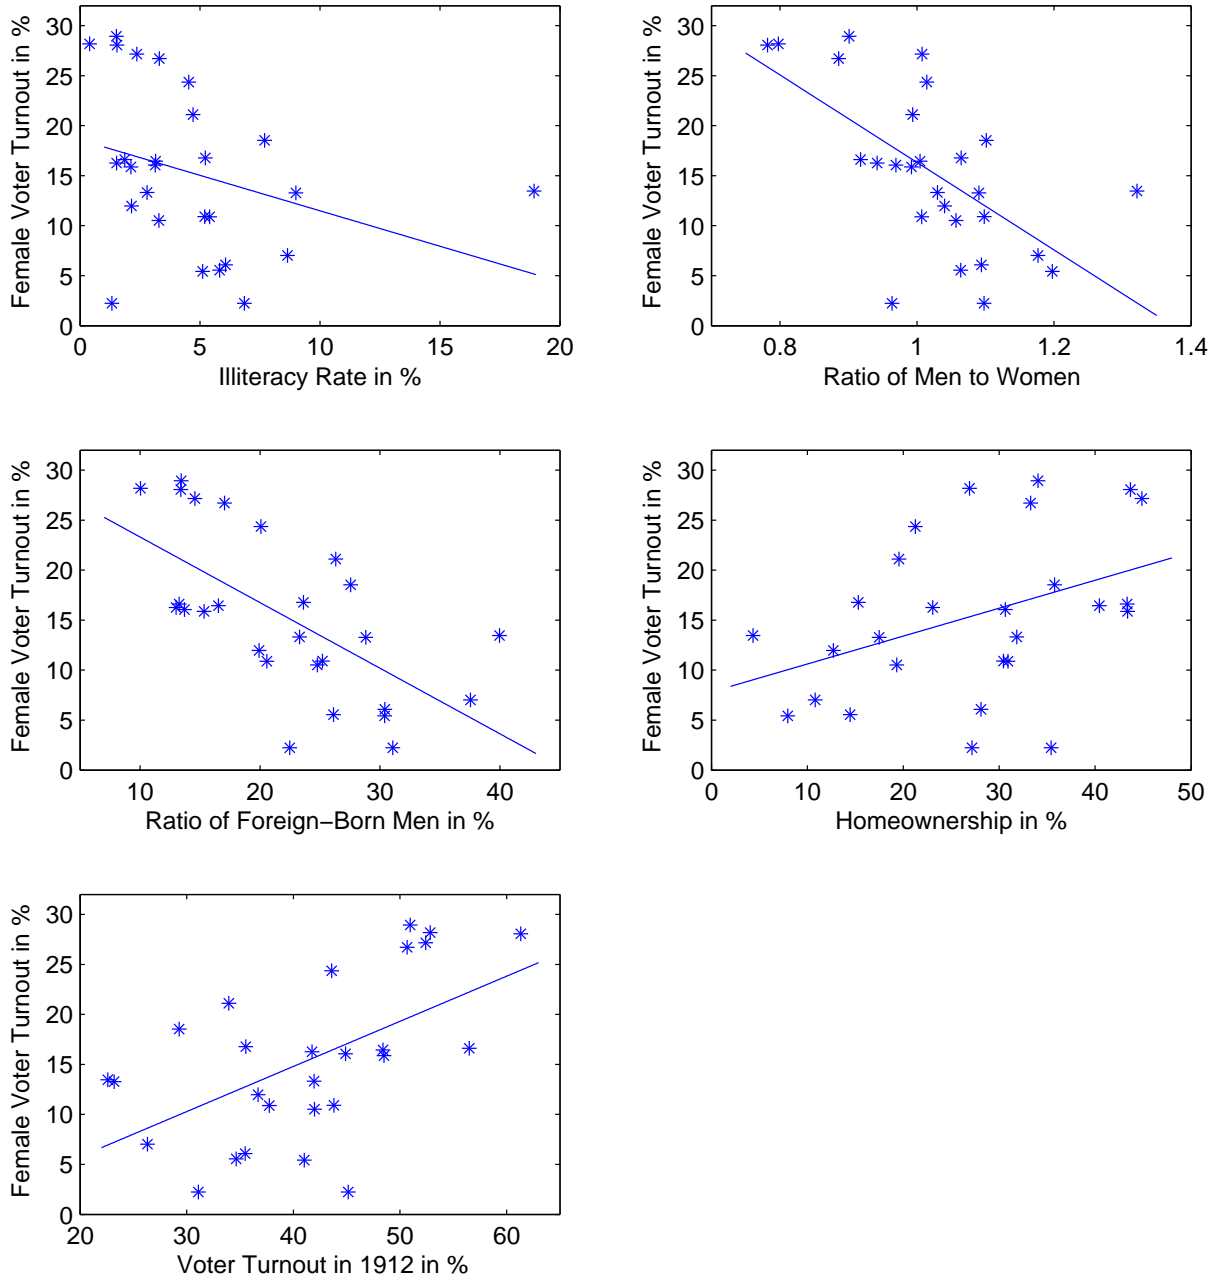 Female Voter Turnout in %
30
25
20
15
10
5
0
0 5 10 15 20
Illiteracy Rate in %
Female Voter Turnout in %
30
25
20
15
10
5
0
0.8 1 1.2 1.4
Ratio of Men to Women
Female Voter Turnout in %
30
25
20
15
10
5
0
10 20 30 40
Ratio of Foreign−Born Men in %
Female Voter Turnout in %
30
25
20
15
10
5
0
0 10 20 30 40 50
Homeownership in %
Female Voter Turnout in %
30
25
20
15
10
5
0
20 30 40 50 60
Voter Turnout in 1912 in %